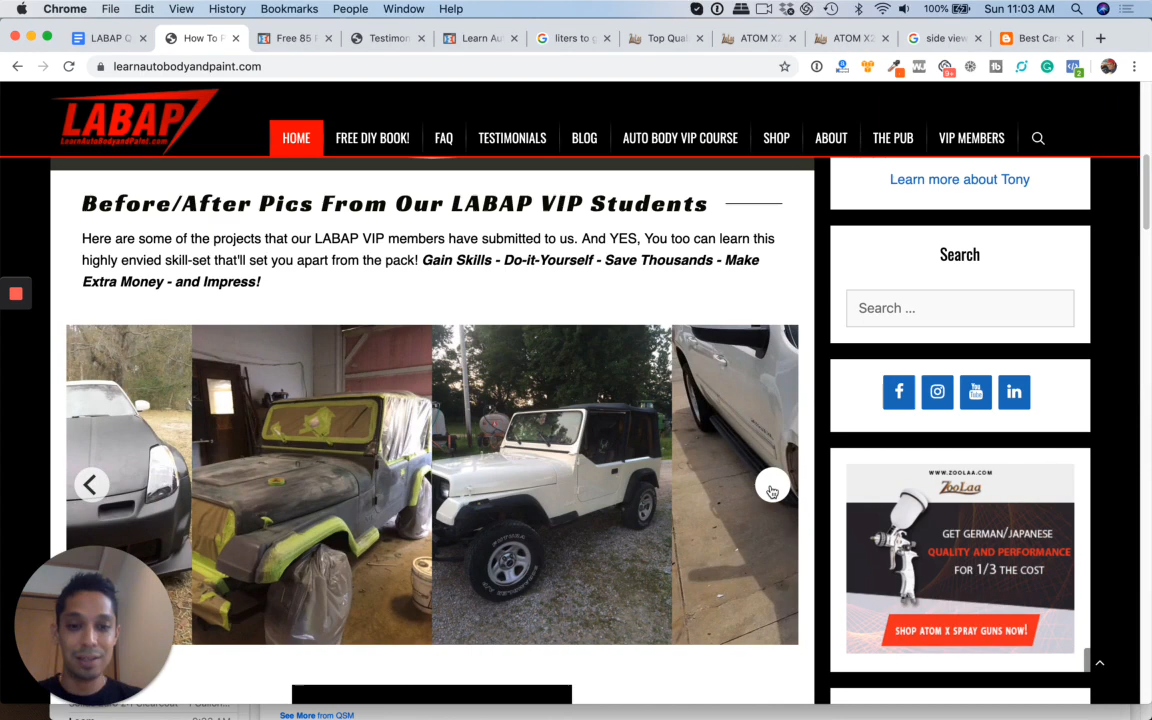 Chrome File Edit View History Bookmarks People Window Help 100% Sun 11:03 AM
LABAP Q How To P Free 85 Testimon Learn Au liters to g Top Qual ATOM X2 ATOM X2 side view Best Car
learnautobodyandpaint.com
LABAP
LearnAutoBodyandPaint.com
HOME FREE DIY BOOK! FAQ TESTIMONIALS BLOG AUTO BODY VIP COURSE SHOP ABOUT THE PUB VIP MEMBERS
Before/After Pics From Our LABAP VIP Students
Here are some of the projects that our LABAP VIP members have submitted to us. And YES, You too can learn this
highly envied skill-set that'll set you apart from the pack! Gain Skills - Do-it-Yourself - Save Thousands - Make
Extra Money - and Impress!
See More from QSM
Learn more about Tony
Search
Search ...
WWW.ZOOLAA.COM
ZooLaa
GET GERMAN/JAPANESE
QUALITY AND PERFORMANCE
FOR 1/3 THE COST
SHOP ATOM X SPRAY GUNS NOW!